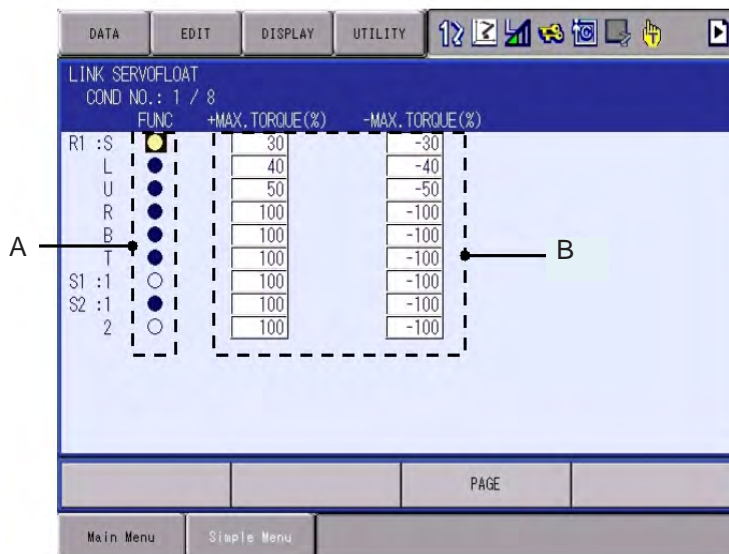 DATA EDIT DISPLAY UTILITY
LINK SERVOFLOAT
COND NO.: 1 / 8
FUNC +MAX.TORQUE(%) -MAX.TORQUE(%)
R1 :S 30 -30
L 40 -40
U 50 -50
R 100 -100
B 100 -100
T 100 -100
S1 :1 100 -100
S2 :1 100 -100
2 100 -100
A
B
PAGE
Main Menu Simple Menu